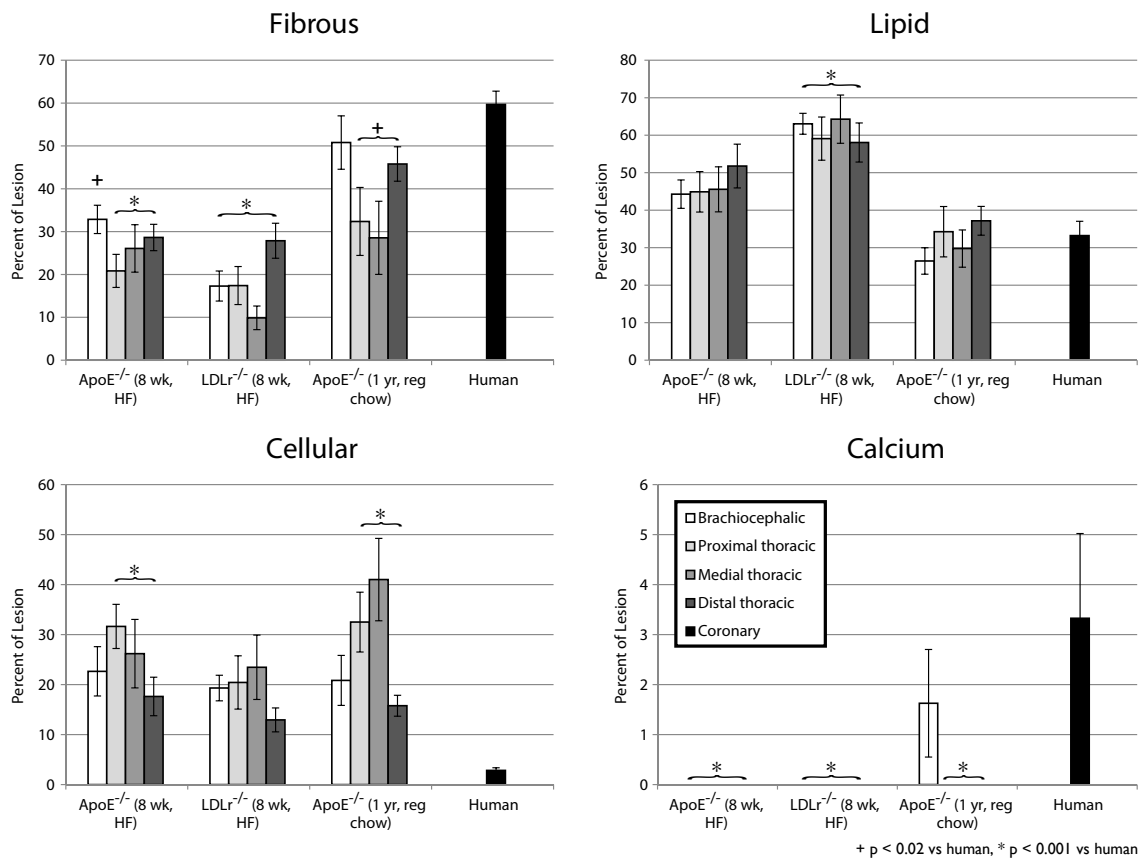 Fibrous
Percent of Lesion
70
60
50
40
30
20
10
0
+
*
*
+
ApoE⁻/⁻ (8 wk, HF)
LDLr⁻/⁻ (8 wk, HF)
ApoE⁻/⁻ (1 yr, reg chow)
Human
Lipid
Percent of Lesion
80
70
60
50
40
30
20
10
0
*
ApoE⁻/⁻ (8 wk, HF)
LDLr⁻/⁻ (8 wk, HF)
ApoE⁻/⁻ (1 yr, reg chow)
Human
Cellular
Percent of Lesion
60
50
40
30
20
10
0
*
*
ApoE⁻/⁻ (8 wk, HF)
LDLr⁻/⁻ (8 wk, HF)
ApoE⁻/⁻ (1 yr, reg chow)
Human
Calcium
Percent of Lesion
6
5
4
3
2
1
0
Brachiocephalic
Proximal thoracic
Medial thoracic
Distal thoracic
Coronary
*
*
*
ApoE⁻/⁻ (8 wk, HF)
LDLr⁻/⁻ (8 wk, HF)
ApoE⁻/⁻ (1 yr, reg chow)
Human
+ p < 0.02 vs human, * p < 0.001 vs human